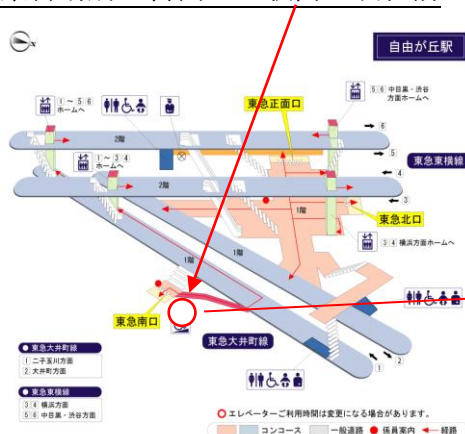 自由が丘駅
①～⑤⑥
ホームへ
⑤⑥中目黒・渋谷
方面ホームへ
東急正面口
2階
6
5
東急東横線
①～③④
ホームへ
4
2階
3
1階
東急北口
③④横浜方面ホームへ
1階
1階
東急南口
東急大井町線
1
2
●東急大井町線
①二子玉川方面
②大井町方面
●東急東横線
③④横浜方面
⑤⑥中目黒・渋谷方面
エレベーターご利用時間は変更になる場合があります。
コンコース 一般道路 係員案内 経路